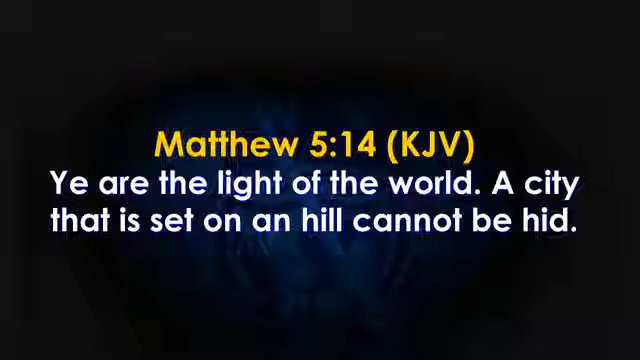 Matthew 5:14 (KJV)
Ye are the light of the world. A city
that is set on an hill cannot be hid.